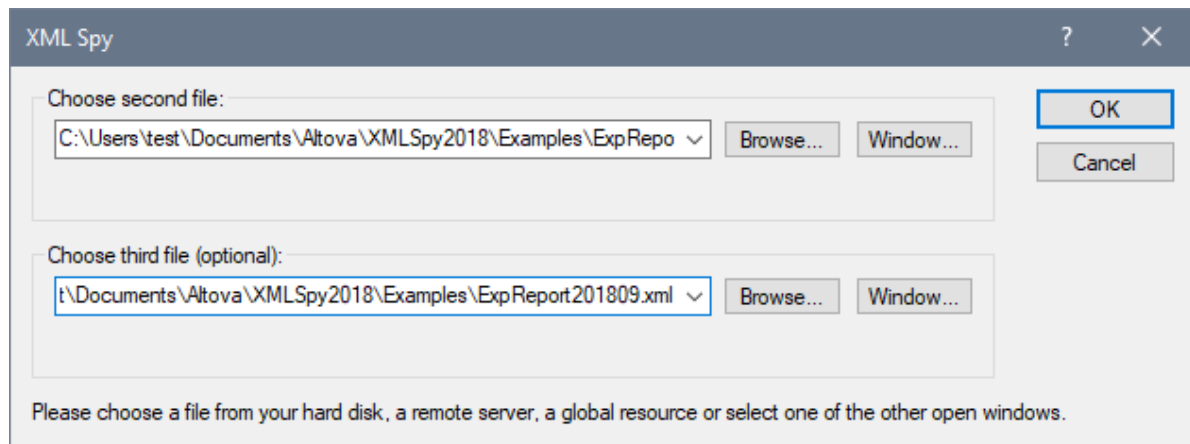 XML Spy ?
Choose second file:
OK
C:\Users\test\Documents\Altova\XMLSpy2018\Examples\ExpRepo Browse... Window...
Cancel
Choose third file (optional):
t\Documents\Altova\XMLSpy2018\Examples\ExpReport201809.xml Browse... Window...
Please choose a file from your hard disk, a remote server, a global resource or select one of the other open windows.